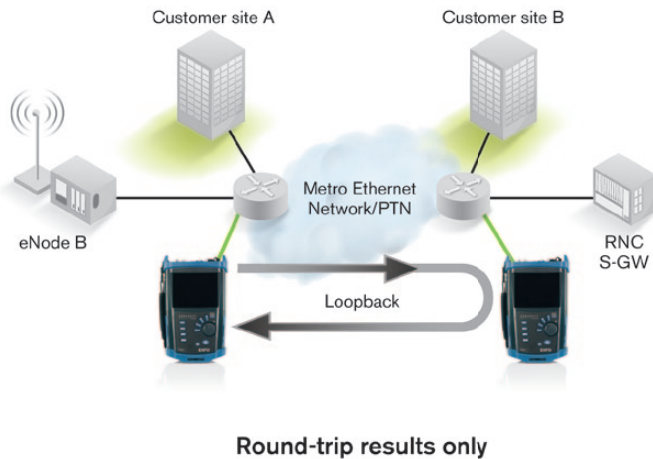 Customer site A
Customer site B
Metro Ethernet
Network/PTN
eNode B
RNC
S-GW
Loopback
Round-trip results only